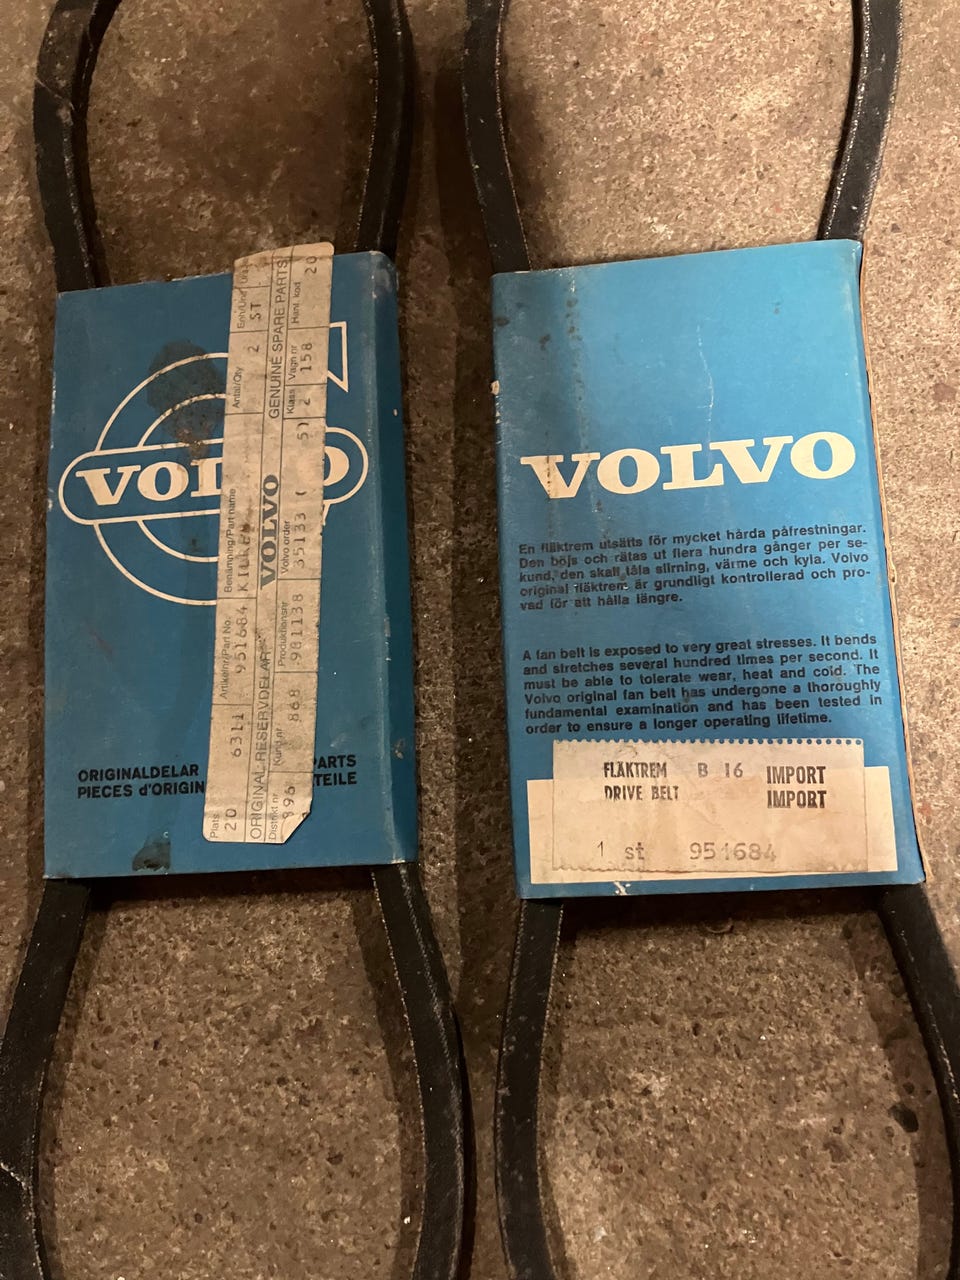 VOLVO
ORIGINALDELAR PARTS
PIECES d'ORIGIN TEILE
Plats Artikelnr/Part No. Benämning/Part name Antal/Qty Enh/Unit
20 6311 951684 KILREM 2 ST
ORIGINAL RESERVDELAR VOLVO GENUINE SPARE PARTS
Distrikt nr Kund nr Produktionsnr Volvo order Klass Vagn nr Hant. kod
896 868 981138 35133 51 2 158 20
VOLVO
En fläktrem utsätts för mycket hårda påfrestningar.
Den böjs och rätas ut flera hundra gånger per se-
kund, den skall tåla slirning, värme och kyla. Volvo
original fläktrem är grundligt kontrollerad och pro-
vad för att hålla längre.
A fan belt is exposed to very great stresses. It bends
and stretches several hundred times per second. It
must be able to tolerate wear, heat and cold. The
Volvo original fan belt has undergone a thoroughly
fundamental examination and has been tested in
order to ensure a longer operating lifetime.
FLÄKTREM B 16 IMPORT
DRIVE BELT IMPORT
1 st 951684